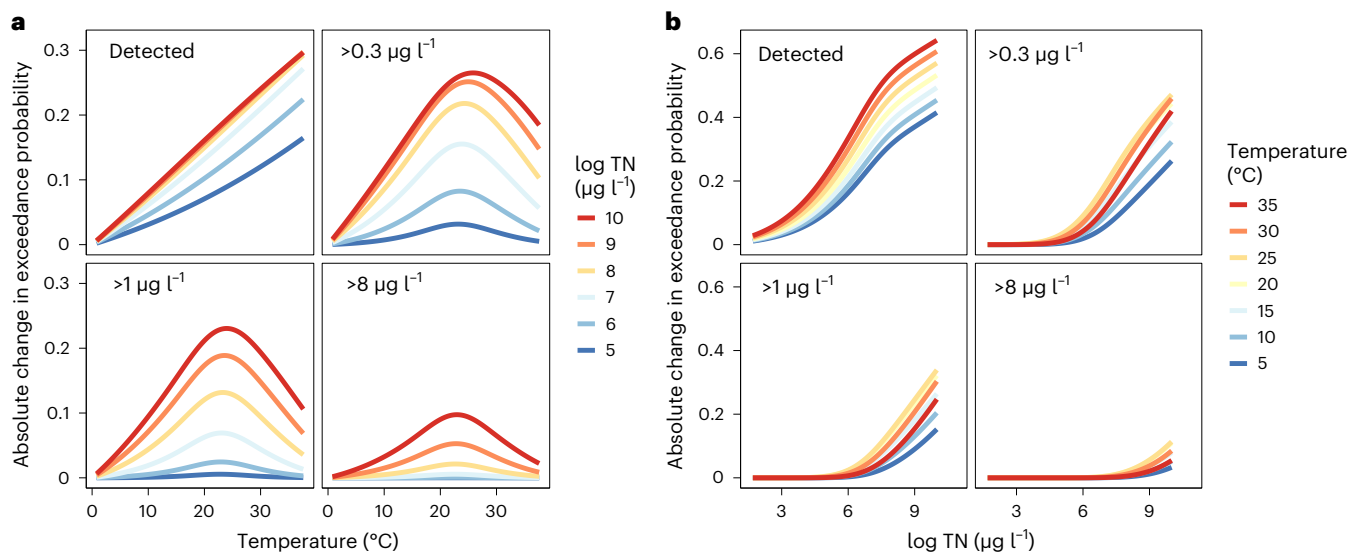 a
b
Absolute change in exceedance probability
0.3
0.2
0.1
0
0.3
0.2
0.1
0
Detected
>0.3 µg l⁻¹
>1 µg l⁻¹
>8 µg l⁻¹
0 10 20 30 0 10 20 30
Temperature (°C)
log TN
(µg l⁻¹)
10
9
8
7
6
5
Absolute change in exceedance probability
0.6
0.4
0.2
0
0.6
0.4
0.2
0
Detected
>0.3 µg l⁻¹
>1 µg l⁻¹
>8 µg l⁻¹
3 6 9 3 6 9
log TN (µg l⁻¹)
Temperature
(°C)
35
30
25
20
15
10
5